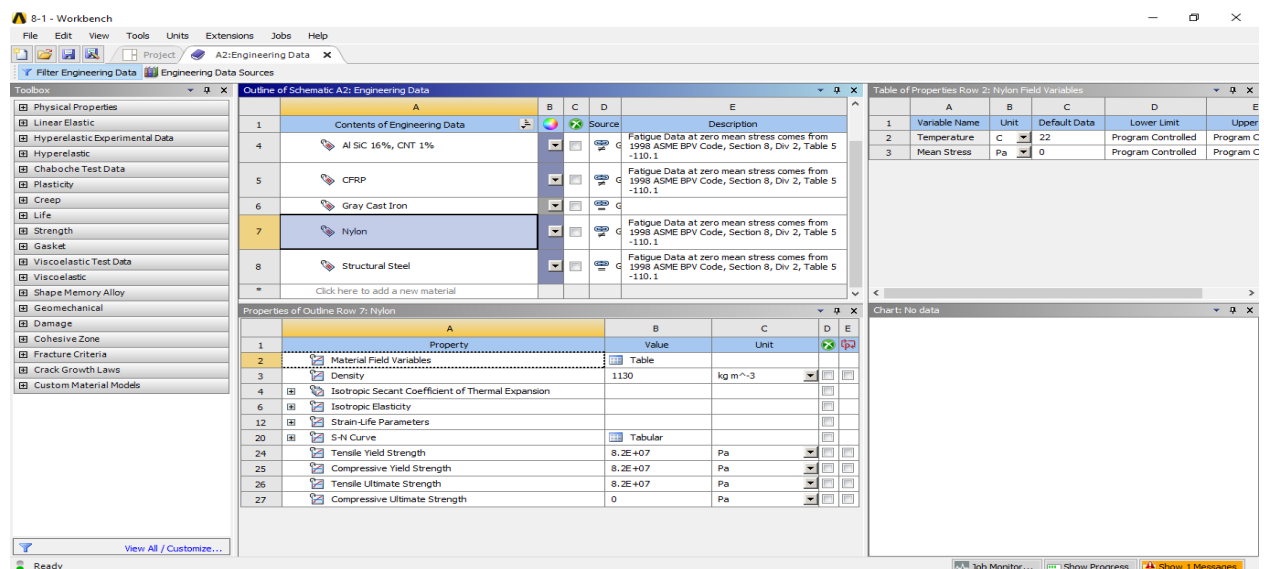 8-1 - Workbench
File Edit View Tools Units Extensions Jobs Help
Project A2:Engineering Data
Filter Engineering Data Engineering Data Sources
Toolbox
Physical Properties
Linear Elastic
Hyperelastic Experimental Data
Hyperelastic
Chaboche Test Data
Plasticity
Creep
Life
Strength
Gasket
Viscoelastic Test Data
Viscoelastic
Shape Memory Alloy
Geomechanical
Damage
Cohesive Zone
Fracture Criteria
Crack Growth Laws
Custom Material Models
View All / Customize...
Outline of Schematic A2: Engineering Data
A B C D E
1 Contents of Engineering Data Source Description
4 Al SiC 16%, CNT 1% G Fatigue Data at zero mean stress comes from
1998 ASME BPV Code, Section 8, Div 2, Table 5
-110.1
5 CFRP G Fatigue Data at zero mean stress comes from
1998 ASME BPV Code, Section 8, Div 2, Table 5
-110.1
6 Gray Cast Iron G
7 Nylon G Fatigue Data at zero mean stress comes from
1998 ASME BPV Code, Section 8, Div 2, Table 5
-110.1
8 Structural Steel G Fatigue Data at zero mean stress comes from
1998 ASME BPV Code, Section 8, Div 2, Table 5
-110.1
* Click here to add a new material
Properties of Outline Row 7: Nylon
A B C D E
1 Property Value Unit
2 Material Field Variables Table
3 Density 1130 kg m^-3
4 Isotropic Secant Coefficient of Thermal Expansion
6 Isotropic Elasticity
12 Strain-Life Parameters
20 S-N Curve Tabular
24 Tensile Yield Strength 8.2E+07 Pa
25 Compressive Yield Strength 8.2E+07 Pa
26 Tensile Ultimate Strength 8.2E+07 Pa
27 Compressive Ultimate Strength 0 Pa
Table of Properties Row 2: Nylon Field Variables
A B C D E
1 Variable Name Unit Default Data Lower Limit Upper
2 Temperature C 22 Program Controlled Program C
3 Mean Stress Pa 0 Program Controlled Program C
Chart: No data
Ready
Job Monitor... Show Progress Show 1 Messages